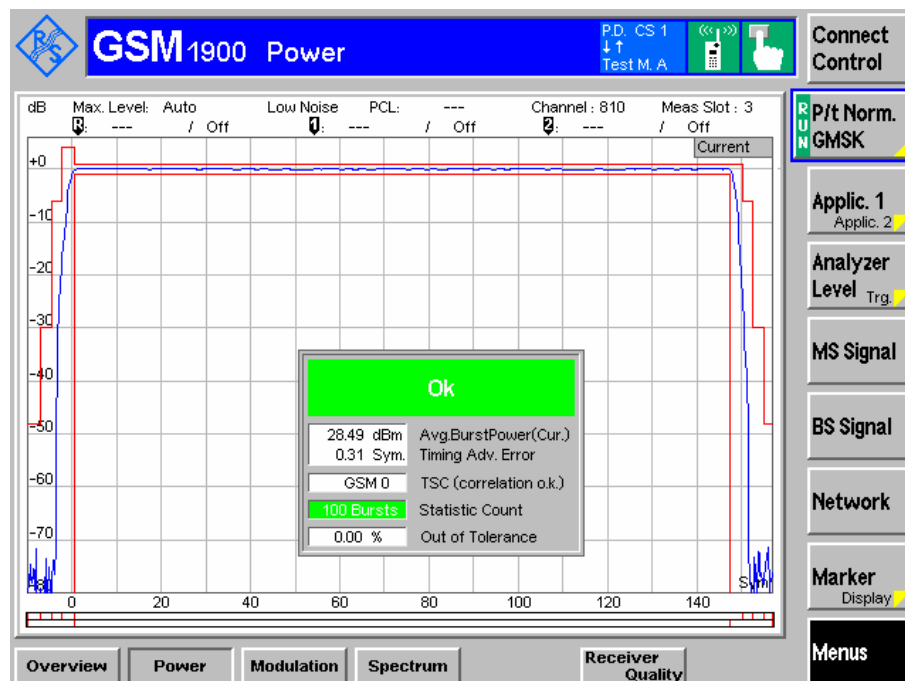 R&S
GSM 1900 Power
P.D. CS 1
Test M. A
Connect Control
dB Max. Level: Auto Low Noise PCL: --- Channel : 810 Meas Slot : 3
R: --- / Off 1: --- / Off 2: --- / Off
Current
RUN
P/t Norm. GMSK
+0
-10
-20
-30
-40
-50
-60
-70
-80
Sym
0 20 40 60 80 100 120 140
Ok
28.49 dBm Avg.BurstPower(Cur.)
0.31 Sym. Timing Adv. Error
GSM 0 TSC (correlation o.k.)
100 Bursts Statistic Count
0.00 % Out of Tolerance
Applic. 1
Applic. 2
Analyzer Level Trg.
MS Signal
BS Signal
Network
Marker
Display
Menus
Overview Power Modulation Spectrum Receiver Quality